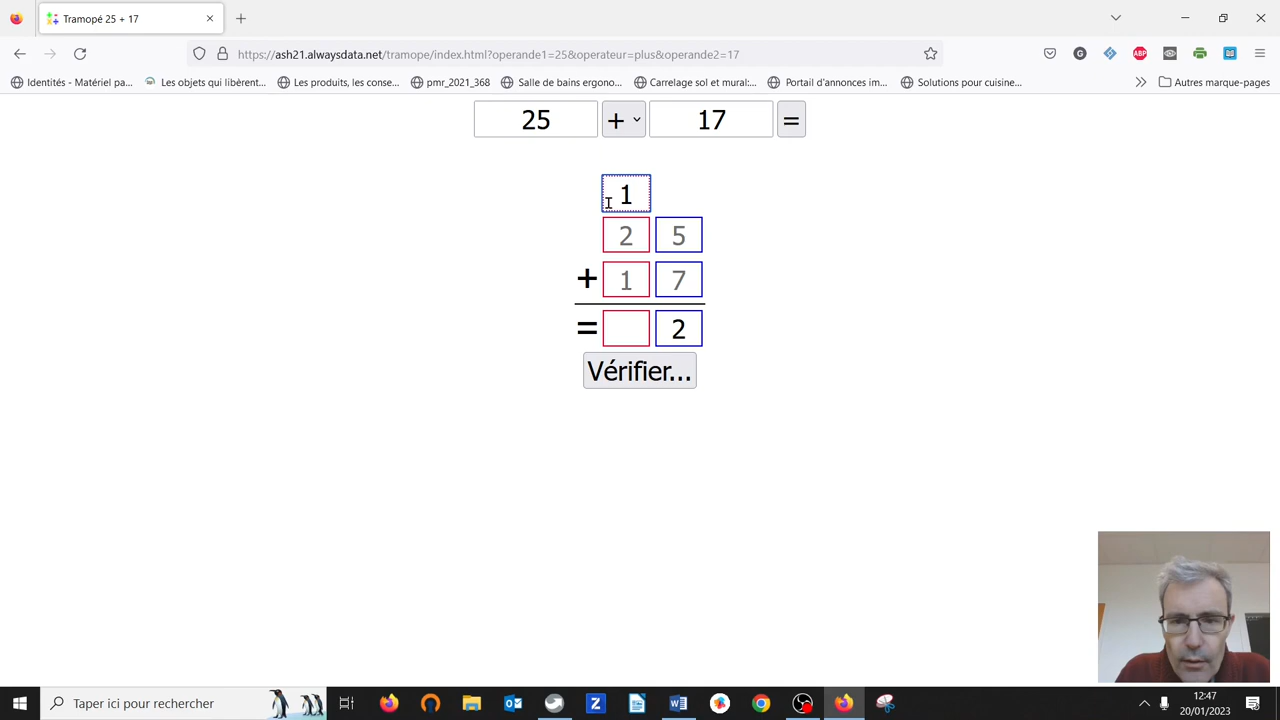 Tramopé 25 + 17
https://ash21.alwaysdata.net/tramope/index.html?operande1=25&operateur=plus&operande2=17
Identités - Matériel pa...
Les objets qui libèrent...
Les produits, les conse...
pmr_2021_368
Salle de bains ergono...
Carrelage sol et mural:...
Portail d'annonces im...
Solutions pour cuisine...
Autres marque-pages
25 + 17 =
1
2 5
+ 1 7
= 2
Vérifier...
Taper ici pour rechercher
12:47
20/01/2023